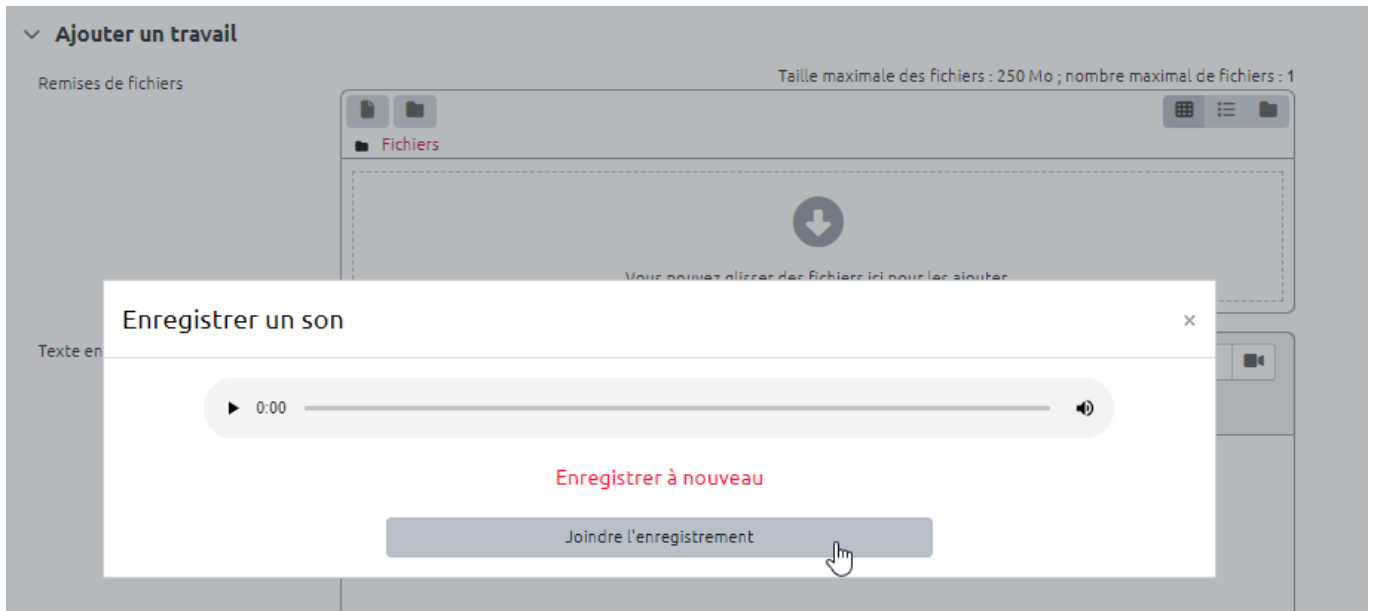 Ajouter un travail
Remises de fichiers
Taille maximale des fichiers : 250 Mo ; nombre maximal de fichiers : 1
Fichiers
Vous pouvez glisser des fichiers ici pour les ajouter
Enregistrer un son
×
Texte en
0:00
Enregistrer à nouveau
Joindre l'enregistrement